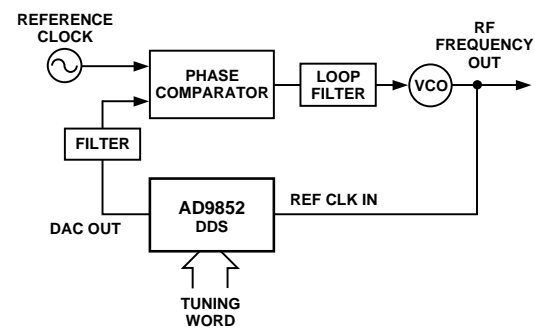 REFERENCE
CLOCK
RF
FREQUENCY
OUT
PHASE
COMPARATOR
LOOP
FILTER
VCO
FILTER
AD9852
DDS
REF CLK IN
DAC OUT
TUNING
WORD